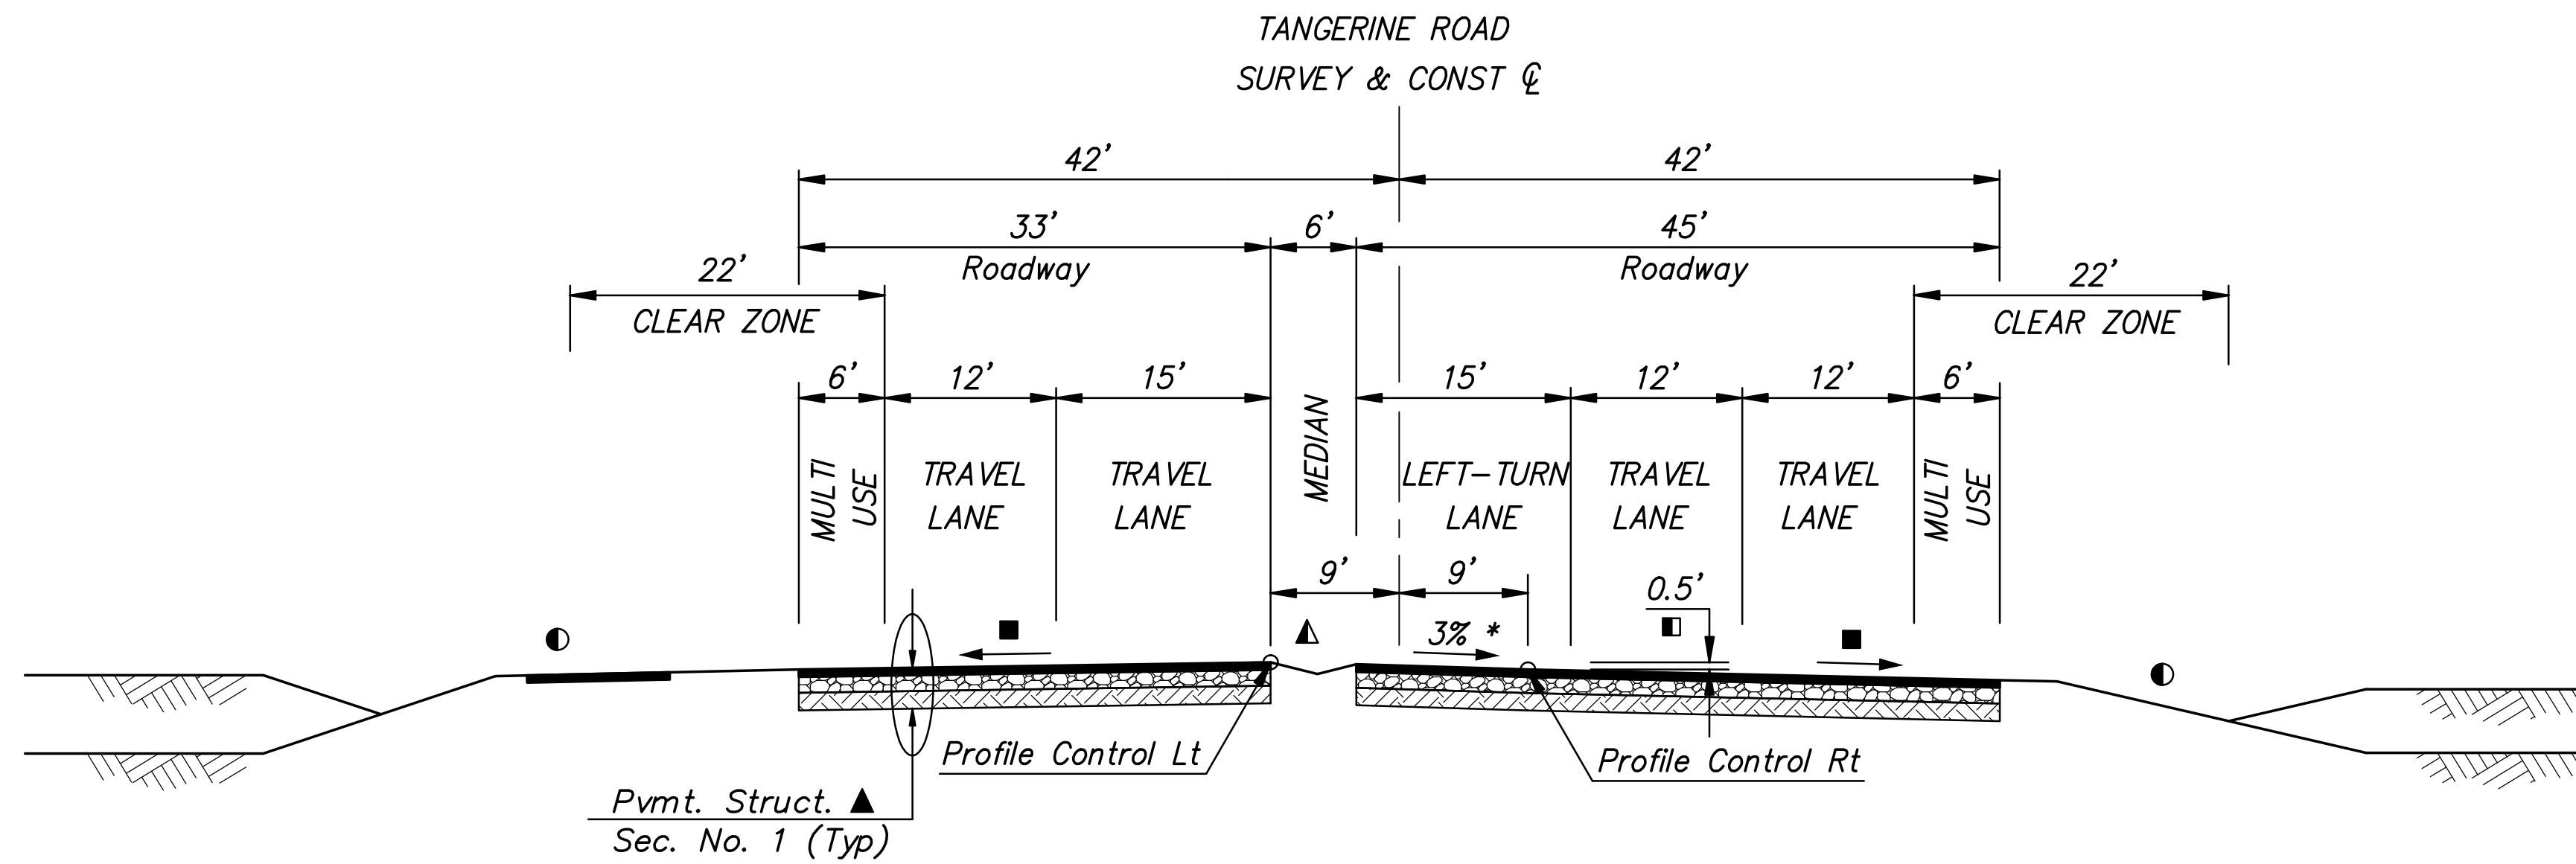 TANGERINE ROAD
SURVEY & CONST ℄
42' 42'
33' 6' 45'
Roadway Roadway
22' 22'
CLEAR ZONE CLEAR ZONE
6' 12' 15' 15' 12' 12' 6'
MULTI
USE
TRAVEL
LANE
TRAVEL
LANE
MEDIAN
LEFT-TURN
LANE
TRAVEL
LANE
TRAVEL
LANE
MULTI
USE
9' 9' 0.5'
3% *
Profile Control Lt
Profile Control Rt
Pvmt. Struct. ▲
Sec. No. 1 (Typ)